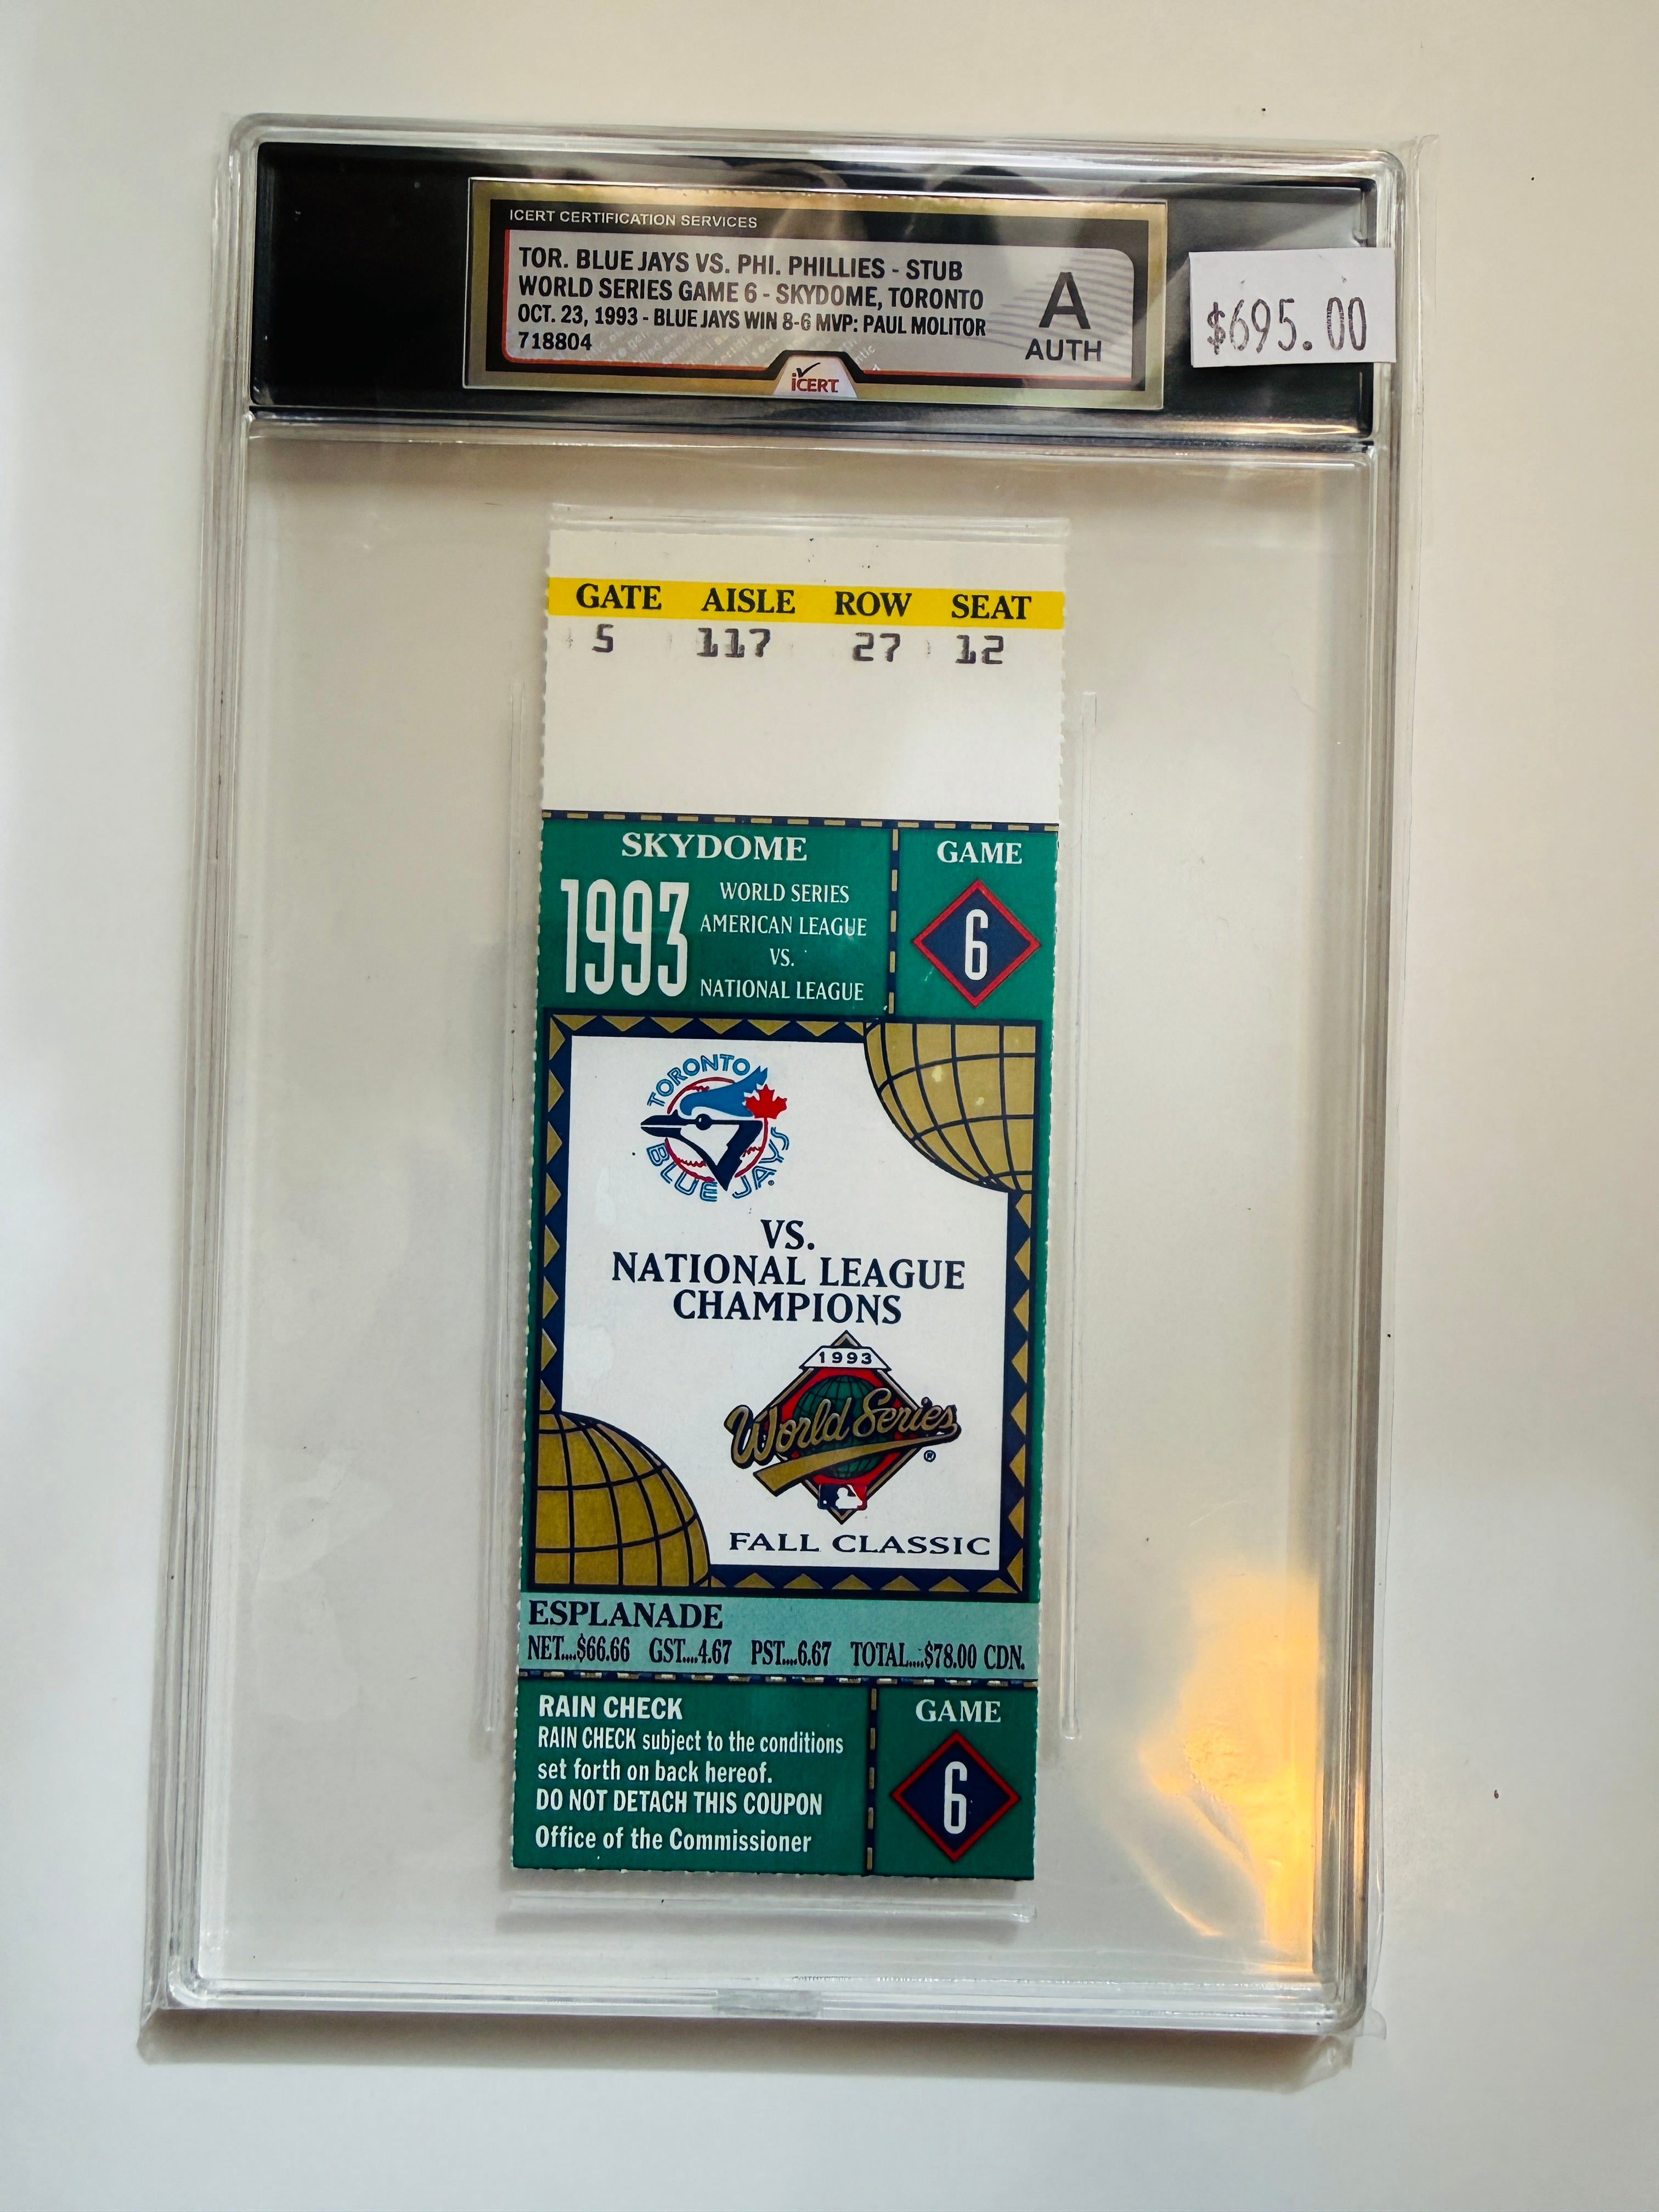 ICERT CERTIFICATION SERVICES
TOR. BLUE JAYS VS. PHI. PHILLIES - STUB
WORLD SERIES GAME 6 - SKYDOME, TORONTO
OCT. 23, 1993 - BLUE JAYS WIN 8-6 MVP: PAUL MOLITOR
718804
A
AUTH
iCERT
$695.00
GATE AISLE ROW SEAT
5 117 27 12
SKYDOME
1993
WORLD SERIES
AMERICAN LEAGUE
VS.
NATIONAL LEAGUE
GAME
6
TORONTO
BLUE JAYS
VS.
NATIONAL LEAGUE
CHAMPIONS
1993
World Series
®
FALL CLASSIC
ESPLANADE
NET....$66.66 GST....4.67 PST....6.67 TOTAL....$78.00 CDN.
RAIN CHECK
RAIN CHECK subject to the conditions
set forth on back hereof.
DO NOT DETACH THIS COUPON
Office of the Commissioner
GAME
6